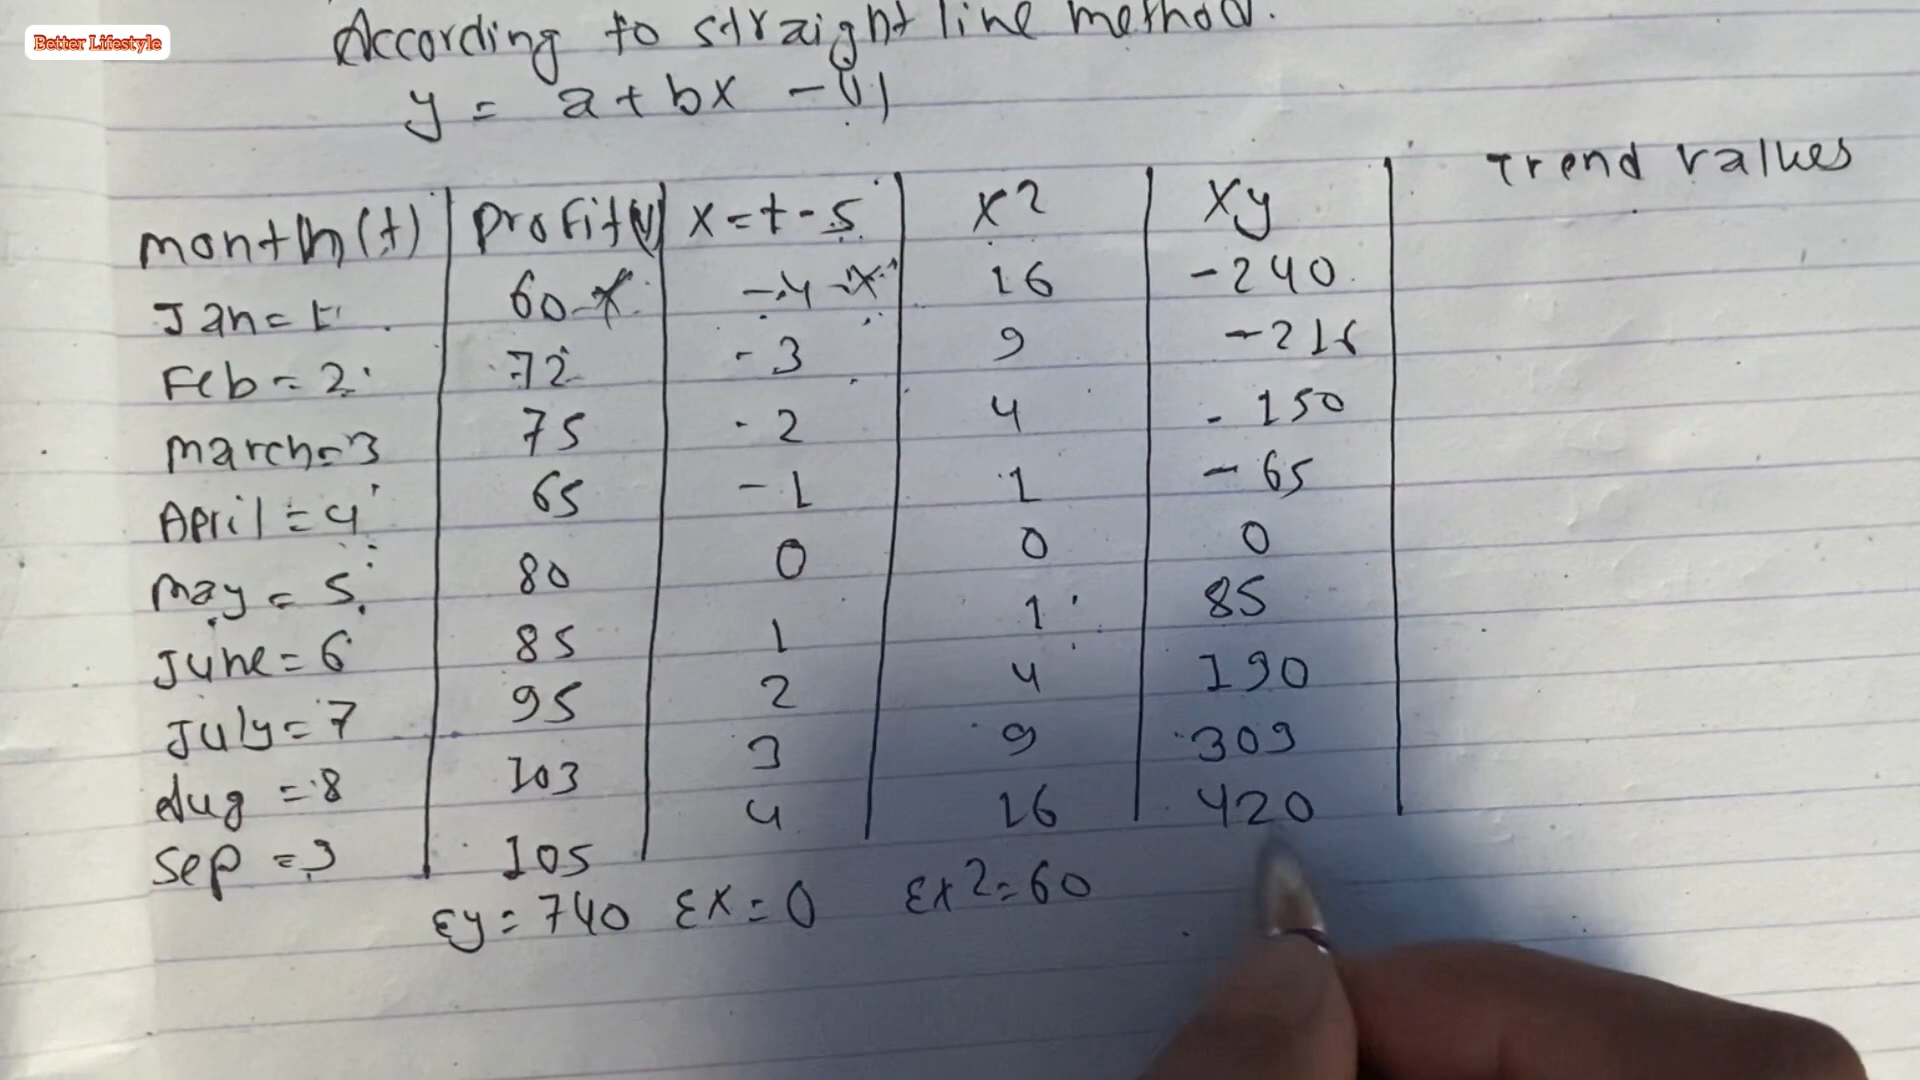 Better Lifestyle
According to straight line method.
y = a + bx - (1)
month(t) Profit(y) x=t-5 x2 xy Trend values
Jan = 1 60 -4 16 -240
Feb = 2 72 -3 9 -216
march=3 75 -2 4 -150
April = 4 65 -1 1 -65
may = 5 80 0 0 0
June = 6 85 1 1 85
July = 7 95 2 4 190
Aug = 8 103 3 9 309
Sep = 9 105 4 16 420
Σy = 740 Σx = 0 Σx2 = 60